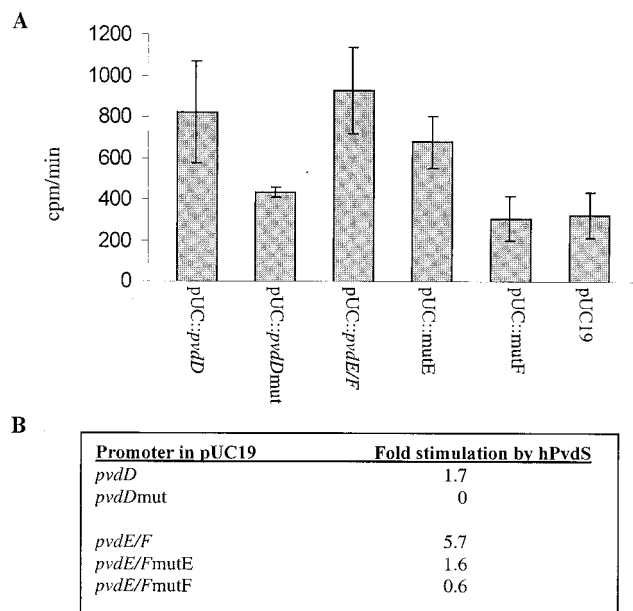 A
1200
1000
800
600
400
200
0
cpm/min
pUC::pvdD
pUC::pvdDmut
pUC::pvdE/F
pUC::mutE
pUC::mutF
pUC19
B
Promoter in pUC19 Fold stimulation by hPvdS
pvdD 1.7
pvdDmut 0
pvdE/F 5.7
pvdE/FmutE 1.6
pvdE/FmutF 0.6